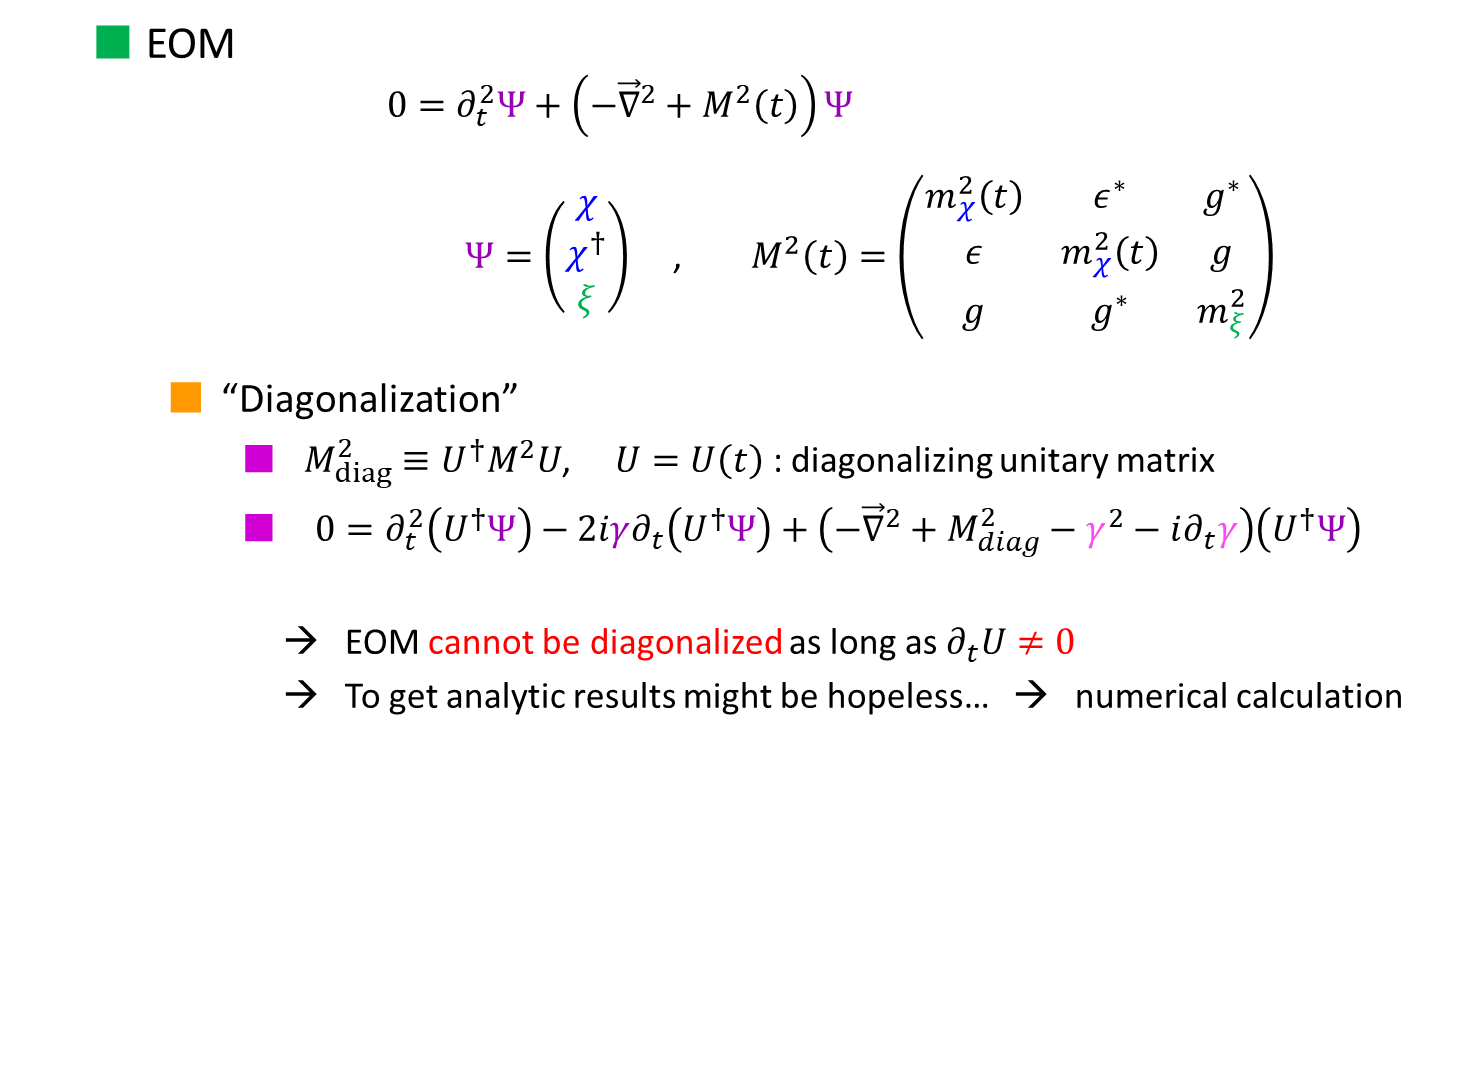 EOM
0 = ∂_t^2 Ψ + (−∇⃗^2 + M^2(t)) Ψ
Ψ = (χ ; χ† ; ξ) , M^2(t) = (m_χ^2(t) ϵ* g* ; ϵ m_χ^2(t) g ; g g* m_ξ^2)
“Diagonalization”
M_diag^2 ≡ U†M^2U, U = U(t) : diagonalizing unitary matrix
0 = ∂_t^2(U†Ψ) − 2iγ∂_t(U†Ψ) + (−∇⃗^2 + M_diag^2 − γ^2 − i∂_tγ)(U†Ψ)
→ EOM cannot be diagonalized as long as ∂_tU ≠ 0
→ To get analytic results might be hopeless... → numerical calculation